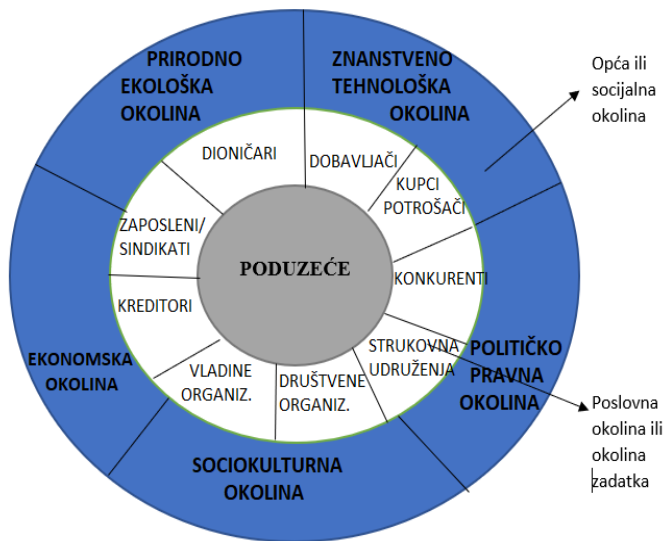 PRIRODNO
EKOLOŠKA
OKOLINA
ZNANSTVENO
TEHNOLOŠKA
OKOLINA
Opća ili
socijalna
okolina
DIONIČARI
DOBAVLJAČI
KUPCI
POTROŠAČI
ZAPOSLENI/
SINDIKATI
PODUZEĆE
KONKURENTI
KREDITORI
EKONOMSKA
OKOLINA
VLADINE
ORGANIZ.
DRUŠTVENE
ORGANIZ.
STRUKOVNA
UDRUŽENJA
POLITIČKO
PRAVNA
OKOLINA
Poslovna
okolina ili
okolina
zadatka
SOCIOKULTURNA
OKOLINA